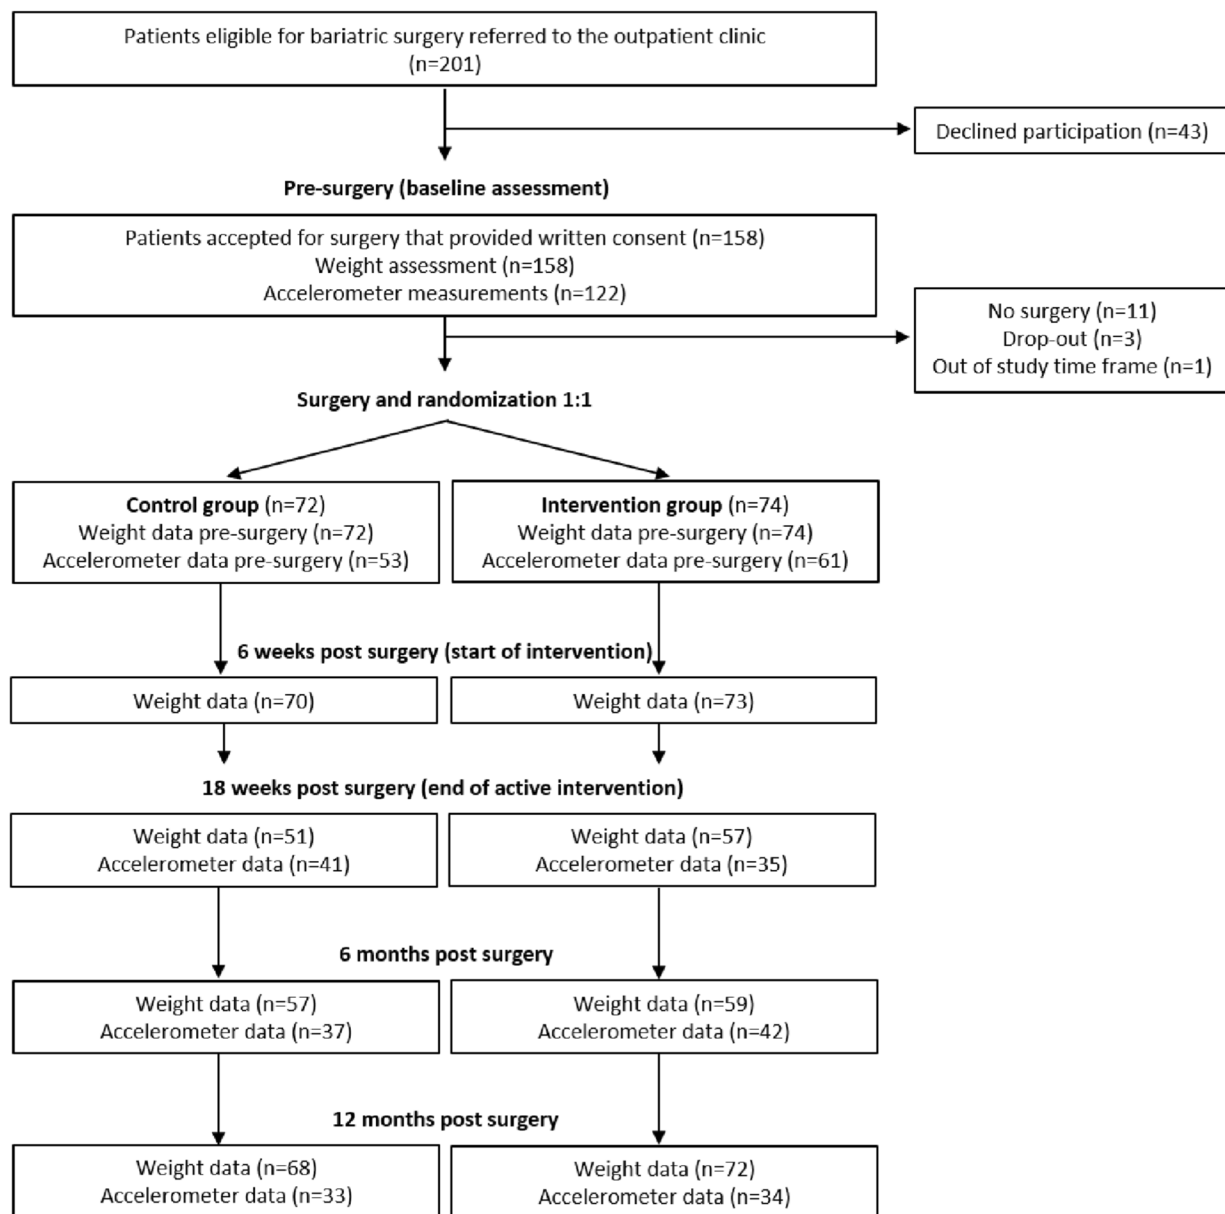 Patients eligible for bariatric surgery referred to the outpatient clinic
(n=201)
Declined participation (n=43)
Pre-surgery (baseline assessment)
Patients accepted for surgery that provided written consent (n=158)
Weight assessment (n=158)
Accelerometer measurements (n=122)
No surgery (n=11)
Drop-out (n=3)
Out of study time frame (n=1)
Surgery and randomization 1:1
Control group (n=72)
Weight data pre-surgery (n=72)
Accelerometer data pre-surgery (n=53)
Intervention group (n=74)
Weight data pre-surgery (n=74)
Accelerometer data pre-surgery (n=61)
6 weeks post surgery (start of intervention)
Weight data (n=70)
Weight data (n=73)
18 weeks post surgery (end of active intervention)
Weight data (n=51)
Accelerometer data (n=41)
Weight data (n=57)
Accelerometer data (n=35)
6 months post surgery
Weight data (n=57)
Accelerometer data (n=37)
Weight data (n=59)
Accelerometer data (n=42)
12 months post surgery
Weight data (n=68)
Accelerometer data (n=33)
Weight data (n=72)
Accelerometer data (n=34)